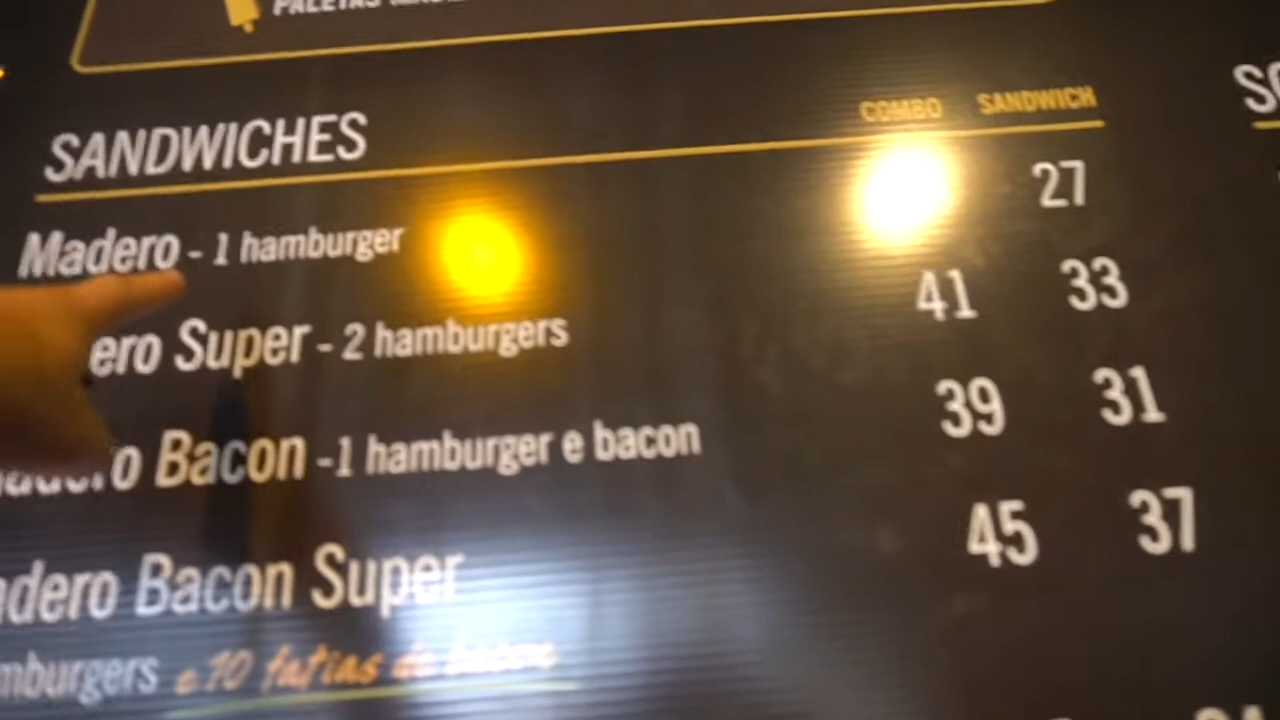 PALETAS
SANDWICHES COMBO SANDWICH
Madero - 1 hamburger 27
ero Super - 2 hamburgers 41 33
o Bacon -1 hamburger e bacon 39 31
adero Bacon Super 45 37
mburgers e 10 fatias de bacon